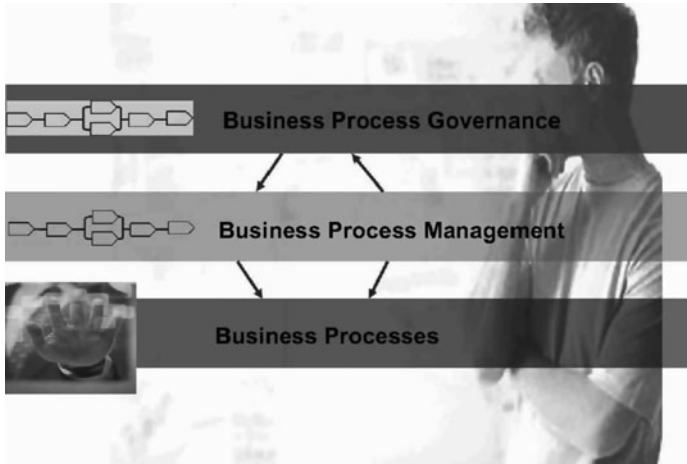 Business Process Governance
Business Process Management
Business Processes